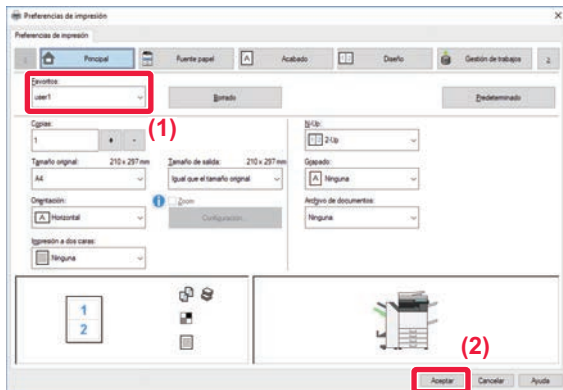 Preferencias de impresión
Preferencias de impresión
Principal Fuente papel Acabado Diseño Gestión de trabajos
Favoritos:
user1 Borrado Predeterminado
(1)
Copias: N-Up:
1 + - 2-Up
Tamaño original: 210 x 297 mm Tamaño de salida: 210 x 297 mm Grapado:
A4 Igual que el tamaño original Ninguna
Orientación: Zoom Archivo de documentos:
Horizontal Configuración... Ninguna
Impresión a dos caras:
Ninguna
1
2
(2)
Aceptar Cancelar Ayuda